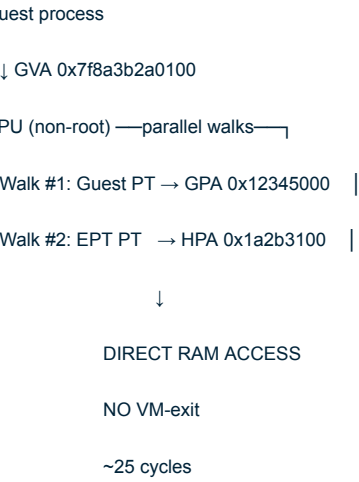 uest process
↓ GVA 0x7f8a3b2a0100
PU (non-root) ──parallel walks──┐
Walk #1: Guest PT → GPA 0x12345000 │
Walk #2: EPT PT → HPA 0x1a2b3100 │
↓
DIRECT RAM ACCESS
NO VM-exit
~25 cycles